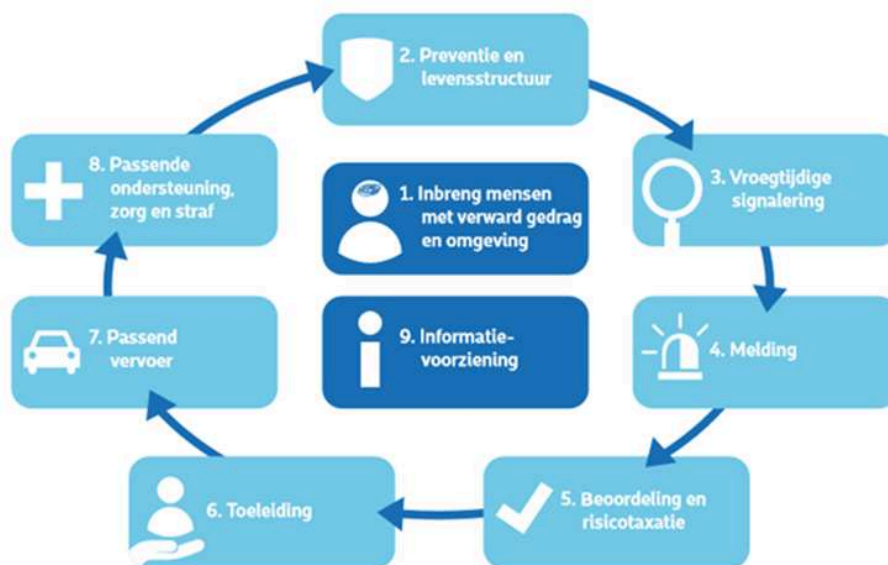 2. Preventie en
levensstructuur
8. Passende
ondersteuning,
zorg en straf
1. Inbreng mensen
met verward gedrag
en omgeving
3. Vroegtijdige
signalering
7. Passend
vervoer
9. Informatie-
voorziening
4. Melding
6. Toeleiding
5. Beoordeling en
risicotaxatie